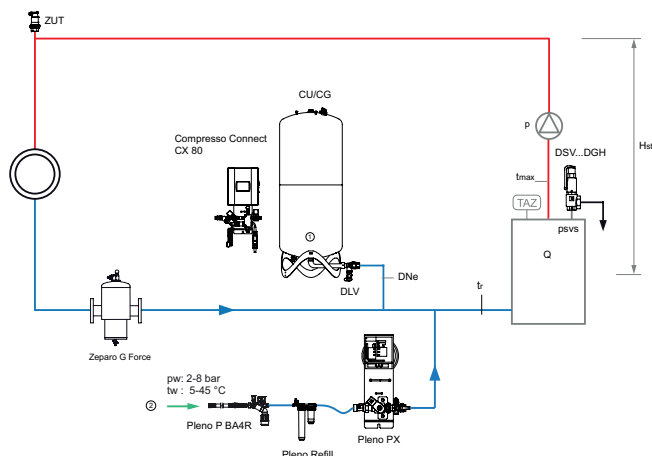 ZUT
CU/CG
Compresso Connect
CX 80
p
DSV...DGH
Hst
tmax
TAZ
psvs
Q
1
DLV
DNe
tr
Zeparo G Force
pw: 2-8 bar
tw : 5-45 °C
2
Pleno P BA4R
Pleno Refill
Pleno PX